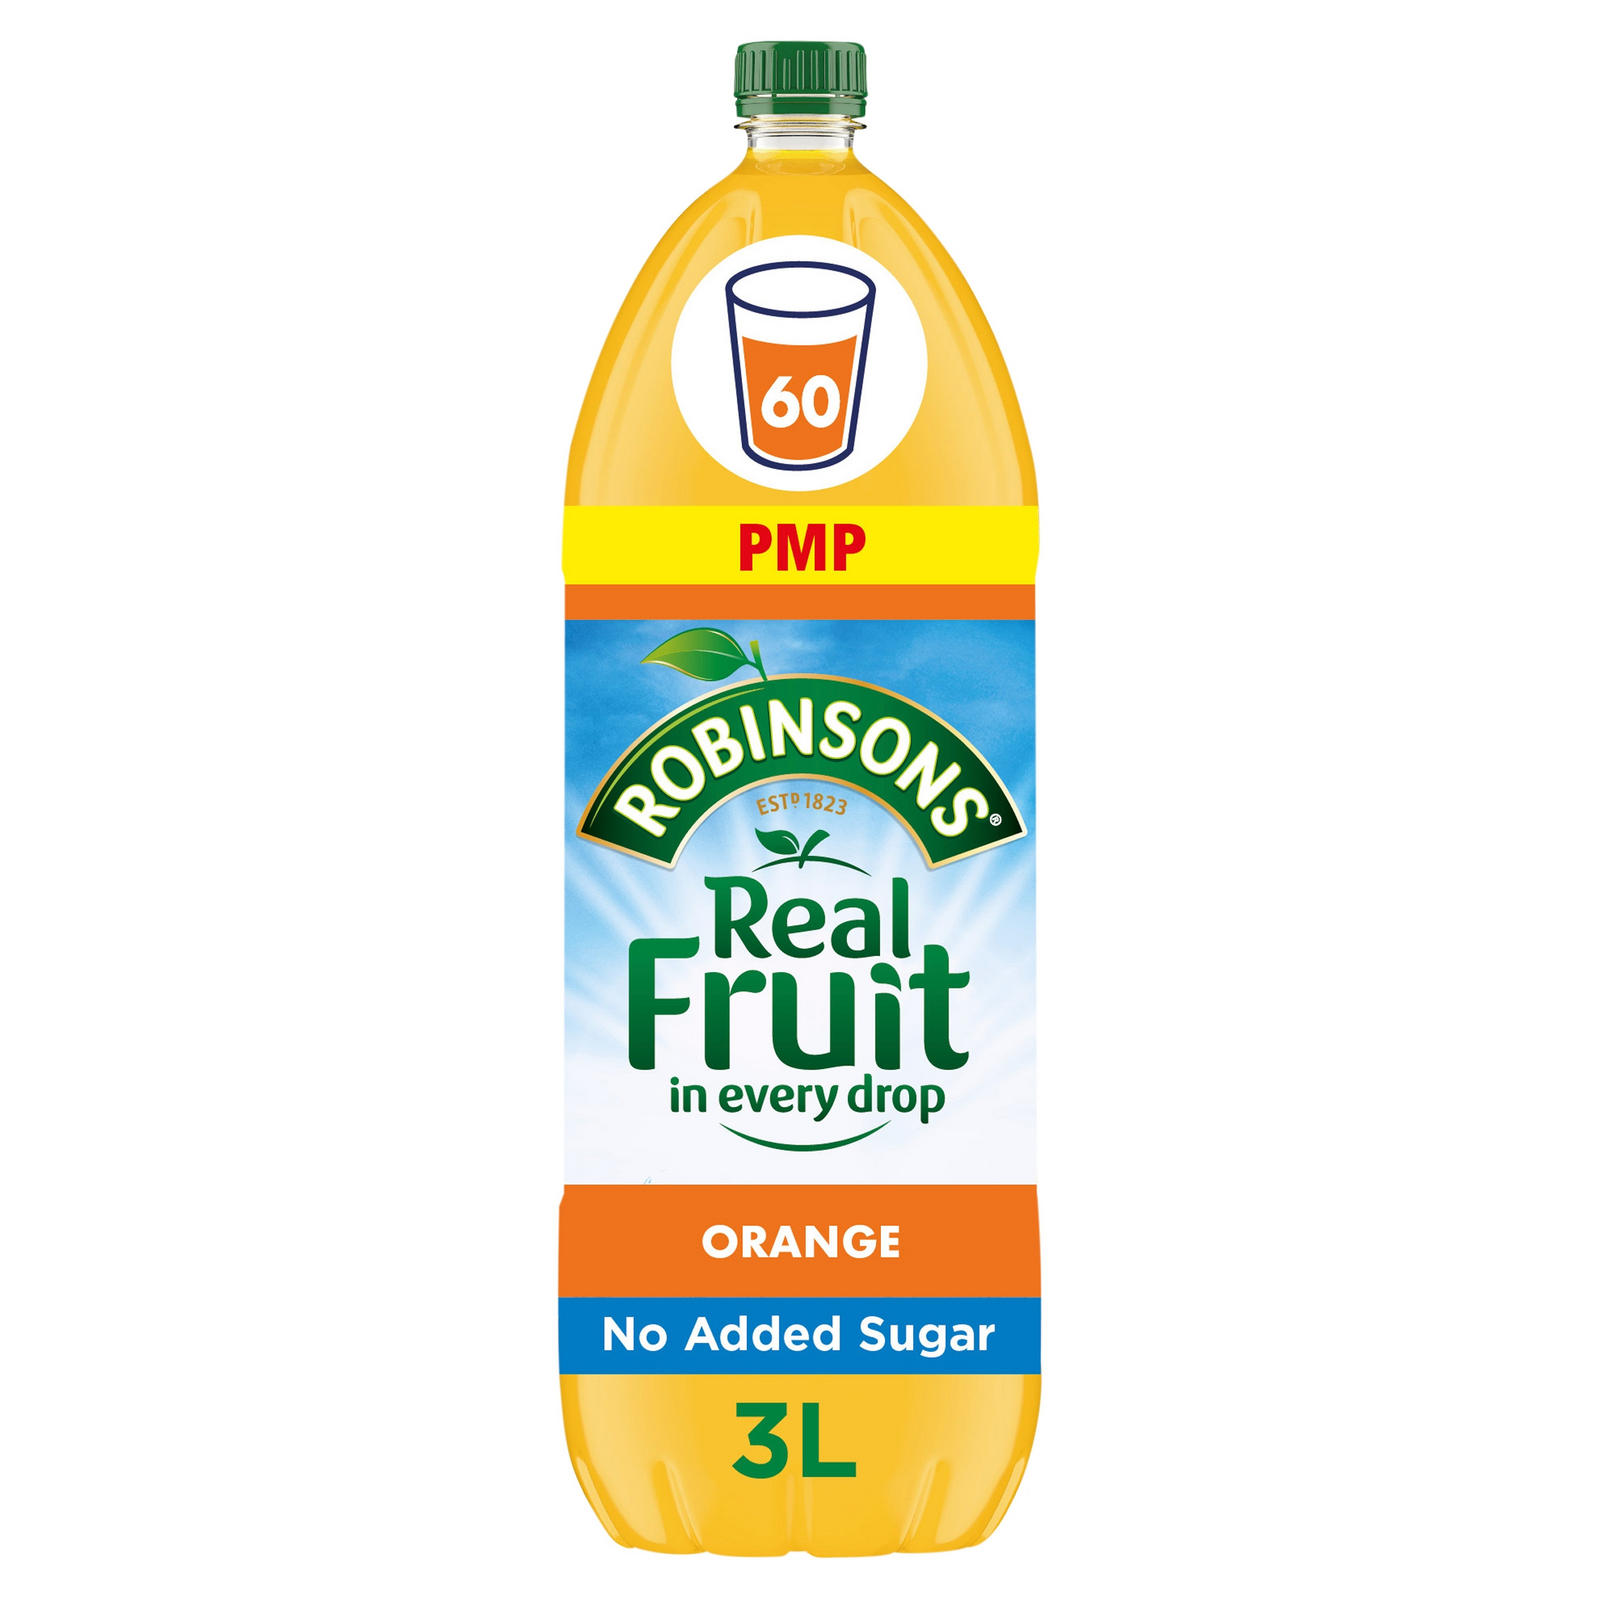 60
PMP
ROBINSONS®
ESTD 1823
Real
Fruit
in every drop
ORANGE
No Added Sugar
3L